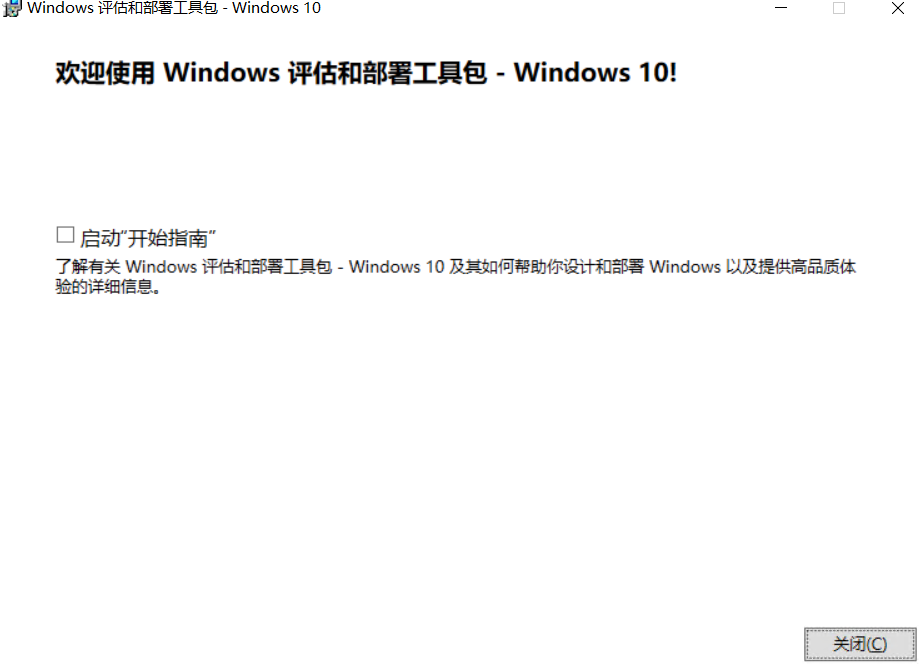 Windows 评估和部署工具包 - Windows 10
欢迎使用 Windows 评估和部署工具包 - Windows 10!
启动“开始指南”
了解有关 Windows 评估和部署工具包 - Windows 10 及其如何帮助你设计和部署 Windows 以及提供高品质体
验的详细信息。
关闭(C)